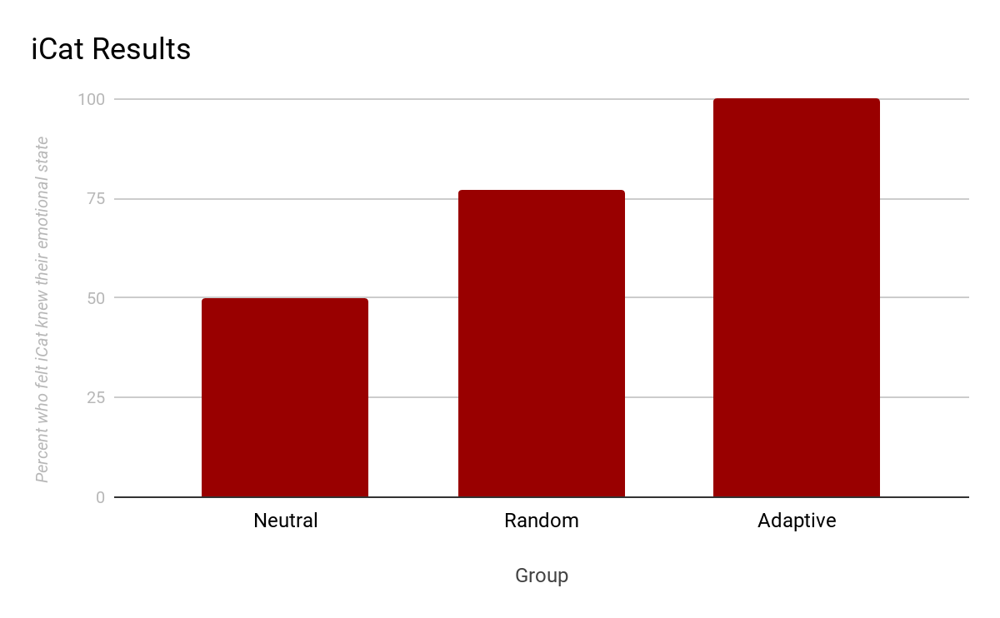 iCat Results
Percent who felt iCat knew their emotional state
100
75
50
25
0
Neutral Random Adaptive
Group